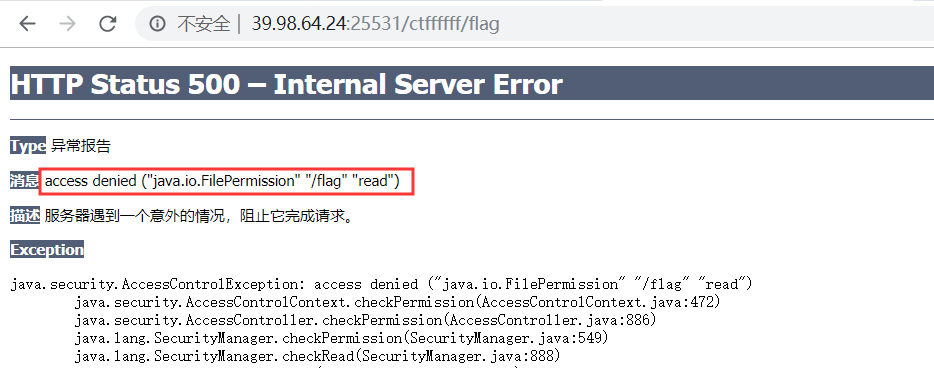 不安全 | 39.98.64.24:25531/ctffffff/flag
HTTP Status 500 – Internal Server Error
Type 异常报告
消息 access denied ("java.io.FilePermission" "/flag" "read")
描述 服务器遇到一个意外的情况，阻止它完成请求。
Exception
java.security.AccessControlException: access denied ("java.io.FilePermission" "/flag" "read")
java.security.AccessControlContext.checkPermission(AccessControlContext.java:472)
java.security.AccessController.checkPermission(AccessController.java:886)
java.lang.SecurityManager.checkPermission(SecurityManager.java:549)
java.lang.SecurityManager.checkRead(SecurityManager.java:888)